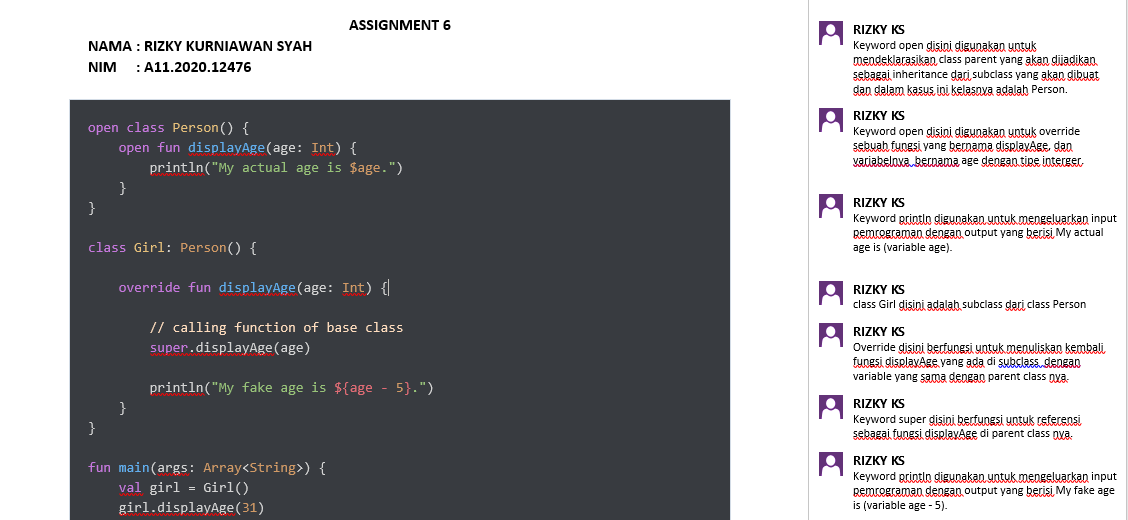 ASSIGNMENT 6
NAMA : RIZKY KURNIAWAN SYAH
NIM : A11.2020.12476
open class Person() {
open fun displayAge(age: Int) {
println("My actual age is $age.")
}
}
class Girl: Person() {
override fun displayAge(age: Int) {
// calling function of base class
super.displayAge(age)
println("My fake age is ${age - 5}.")
}
}
fun main(args: Array<String>) {
val girl = Girl()
girl.displayAge(31)
RIZKY KS
Keyword open disini digunakan untuk
mendeklarasikan class parent yang akan dijadikan
sebagai inheritance dari subclass yang akan dibuat
dan dalam kasus ini kelasnya adalah Person.
RIZKY KS
Keyword open disini digunakan untuk override
sebuah fungsi yang bernama displayAge, dan
variabelnya bernama age dengan tipe interger.
RIZKY KS
Keyword println digunakan untuk mengeluarkan input
pemrograman dengan output yang berisi My actual
age is (variable age).
RIZKY KS
class Girl disini adalah subclass dari class Person
RIZKY KS
Override disini berfungsi untuk menuliskan kembali
fungsi displayAge yang ada di subclass dengan
variable yang sama dengan parent class nya.
RIZKY KS
Keyword super disini berfungsi untuk referensi
sebagai fungsi displayAge di parent class nya.
RIZKY KS
Keyword println digunakan untuk mengeluarkan input
pemrograman dengan output yang berisi My fake age
is (variable age - 5).